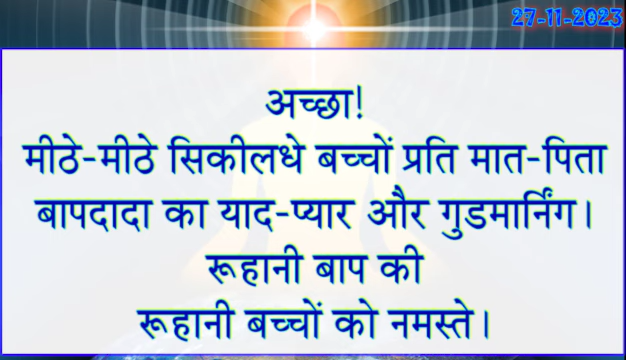 27-11-2023
अच्छा!
मीठे-मीठे सिकीलधे बच्चों प्रति मात-पिता
बापदादा का याद-प्यार और गुडमार्निंग।
रूहानी बाप की
रूहानी बच्चों को नमस्ते।